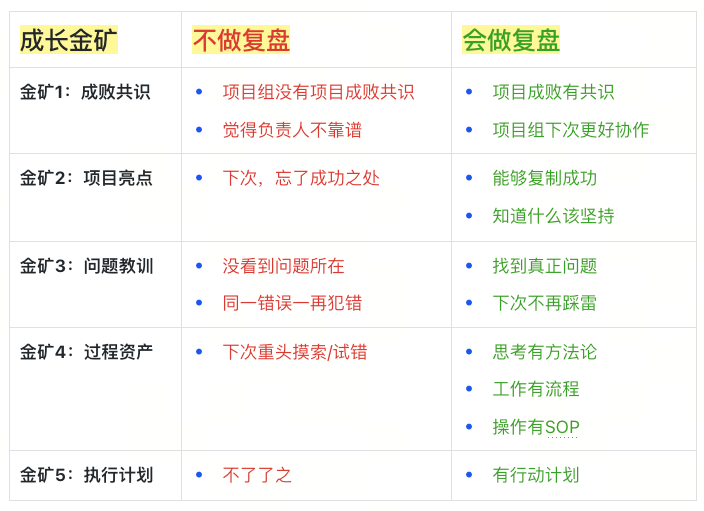 成长金矿 不做复盘 会做复盘
金矿1：成败共识 • 项目组没有项目成败共识 • 项目成败有共识
• 觉得负责人不靠谱 • 项目组下次更好协作
金矿2：项目亮点 • 下次，忘了成功之处 • 能够复制成功
• 知道什么该坚持
金矿3：问题教训 • 没看到问题所在 • 找到真正问题
• 同一错误一再犯错 • 下次不再踩雷
金矿4：过程资产 • 下次重头摸索/试错 • 思考有方法论
• 工作有流程
• 操作有SOP
金矿5：执行计划 • 不了了之 • 有行动计划